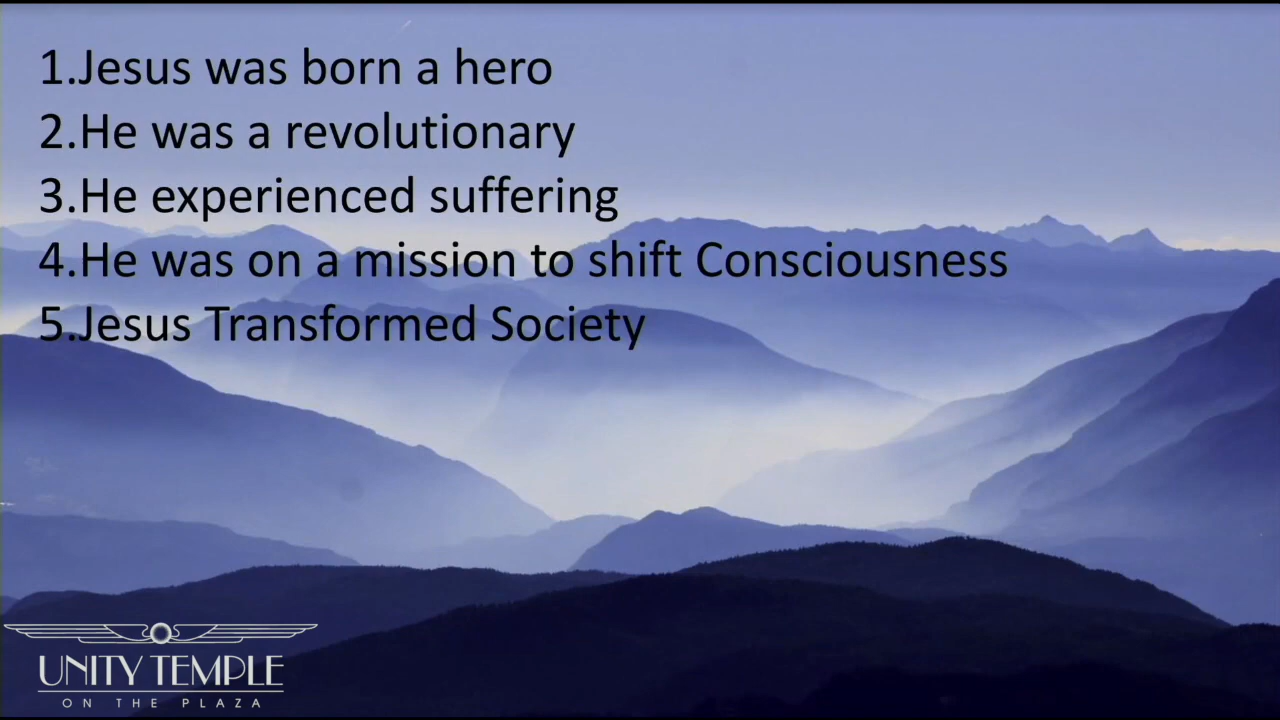 1.Jesus was born a hero
2.He was a revolutionary
3.He experienced suffering
4.He was on a mission to shift Consciousness
5.Jesus Transformed Society
UNITY TEMPLE
ON THE PLAZA